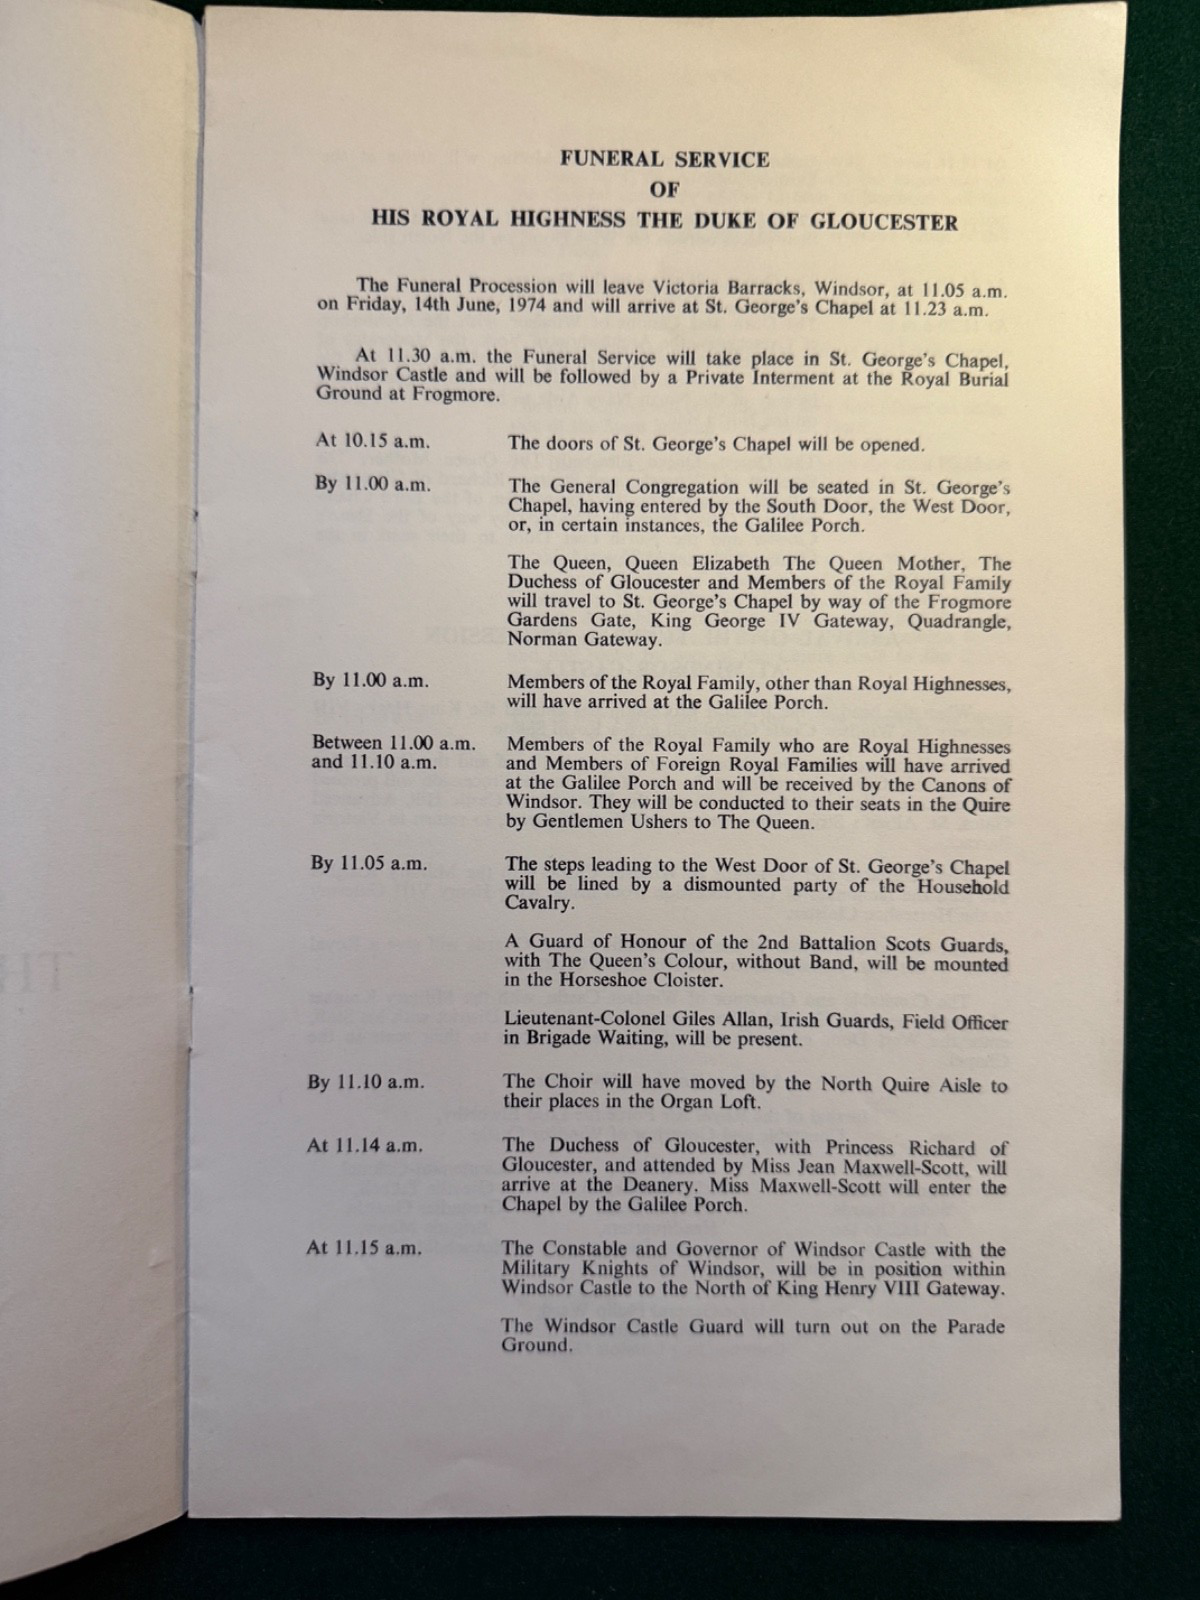 FUNERAL SERVICE
OF
HIS ROYAL HIGHNESS THE DUKE OF GLOUCESTER
The Funeral Procession will leave Victoria Barracks, Windsor, at 11.05 a.m.
on Friday, 14th June, 1974 and will arrive at St. George's Chapel at 11.23 a.m.
At 11.30 a.m. the Funeral Service will take place in St. George's Chapel,
Windsor Castle and will be followed by a Private Interment at the Royal Burial
Ground at Frogmore.
At 10.15 a.m. The doors of St. George's Chapel will be opened.
By 11.00 a.m. The General Congregation will be seated in St. George's
Chapel, having entered by the South Door, the West Door,
or, in certain instances, the Galilee Porch.
The Queen, Queen Elizabeth The Queen Mother, The
Duchess of Gloucester and Members of the Royal Family
will travel to St. George's Chapel by way of the Frogmore
Gardens Gate, King George IV Gateway, Quadrangle,
Norman Gateway.
By 11.00 a.m. Members of the Royal Family, other than Royal Highnesses,
will have arrived at the Galilee Porch.
Between 11.00 a.m. Members of the Royal Family who are Royal Highnesses
and 11.10 a.m. and Members of Foreign Royal Families will have arrived
at the Galilee Porch and will be received by the Canons of
Windsor. They will be conducted to their seats in the Quire
by Gentlemen Ushers to The Queen.
By 11.05 a.m. The steps leading to the West Door of St. George's Chapel
will be lined by a dismounted party of the Household
Cavalry.
A Guard of Honour of the 2nd Battalion Scots Guards,
with The Queen's Colour, without Band, will be mounted
in the Horseshoe Cloister.
Lieutenant-Colonel Giles Allan, Irish Guards, Field Officer
in Brigade Waiting, will be present.
By 11.10 a.m. The Choir will have moved by the North Quire Aisle to
their places in the Organ Loft.
At 11.14 a.m. The Duchess of Gloucester, with Princess Richard of
Gloucester, and attended by Miss Jean Maxwell-Scott, will
arrive at the Deanery. Miss Maxwell-Scott will enter the
Chapel by the Galilee Porch.
At 11.15 a.m. The Constable and Governor of Windsor Castle with the
Military Knights of Windsor, will be in position within
Windsor Castle to the North of King Henry VIII Gateway.
The Windsor Castle Guard will turn out on the Parade
Ground.